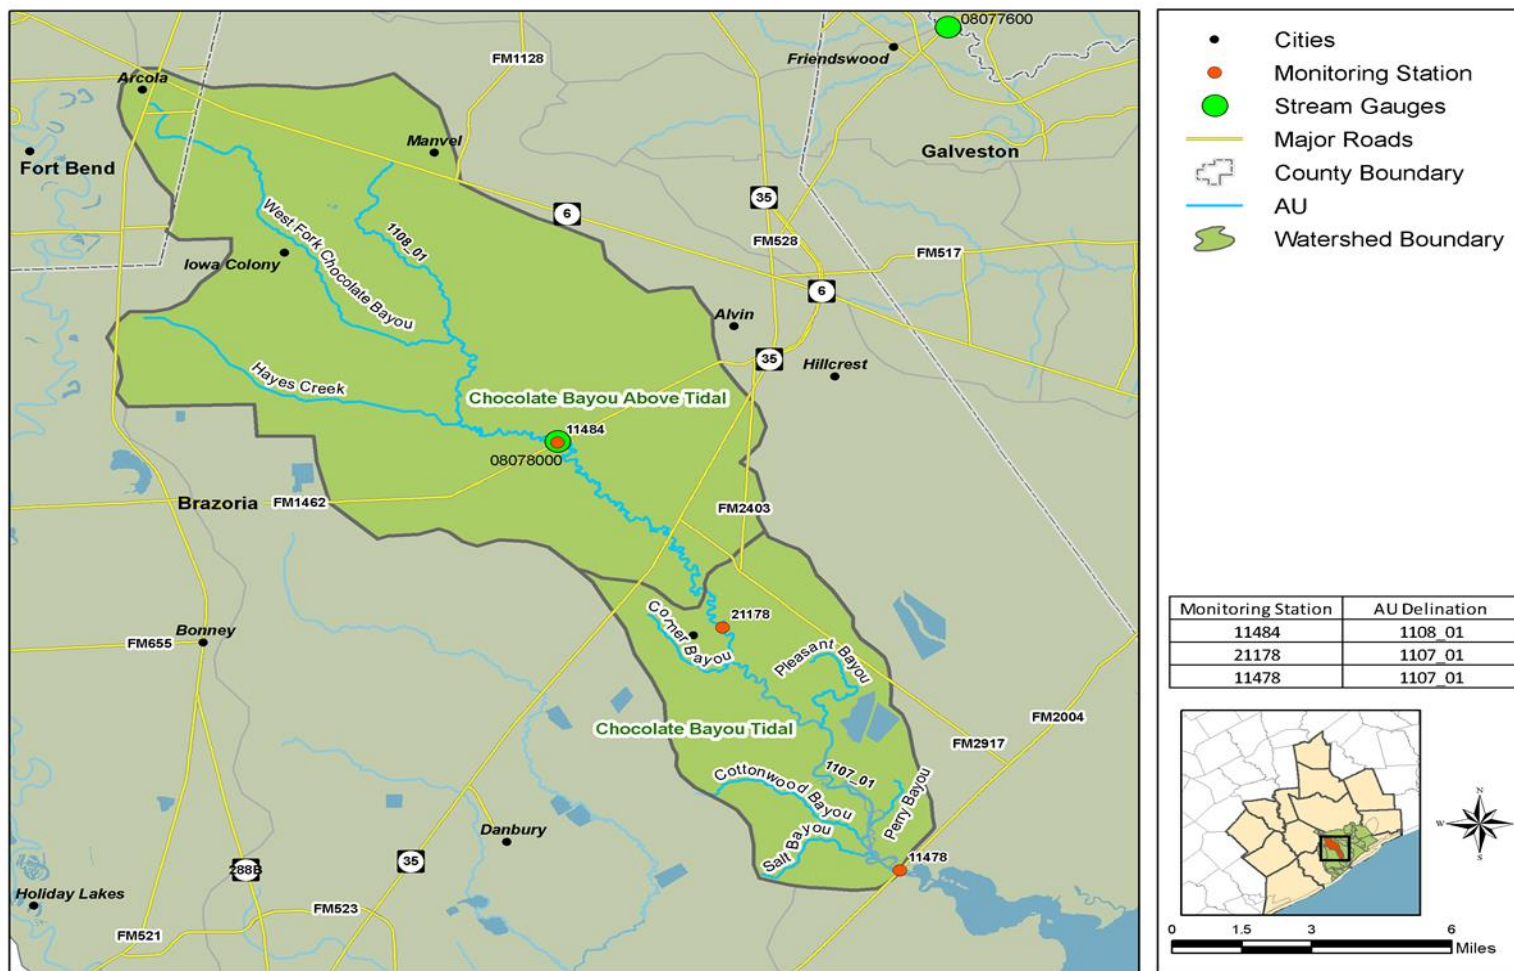 08077600
Friendswood
FM1128
Arcola
Manvel
Fort Bend
Galveston
35
6
FM528
FM517
West Fork Chocolate Bayou
1108_01
Iowa Colony
6
Alvin
35
Hillcrest
Hayes Creek
Chocolate Bayou Above Tidal
11484
08078000
Brazoria
FM1462
FM2403
21178
Corner Bayou
Bonney
FM655
Pleasant Bayou
FM2004
Chocolate Bayou Tidal
FM2917
1107_01
Cottonwood Bayou
Perry Bayou
Salt Bayou
Danbury
11478
35
288B
Holiday Lakes
FM523
FM521
Cities
Monitoring Station
Stream Gauges
Major Roads
County Boundary
AU
Watershed Boundary
Monitoring Station AU Delination
11484 1108_01
21178 1107_01
11478 1107_01
N
W E
S
0 1.5 3 6
Miles